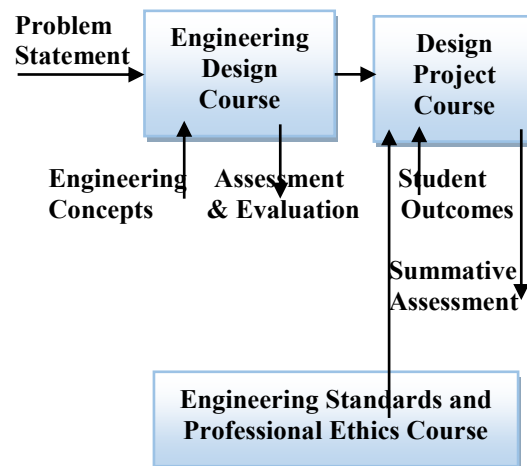 Problem
Statement
Engineering
Design
Course
Design
Project
Course
Engineering
Concepts
Assessment
& Evaluation
Student
Outcomes
Summative
Assessment
Engineering Standards and
Professional Ethics Course